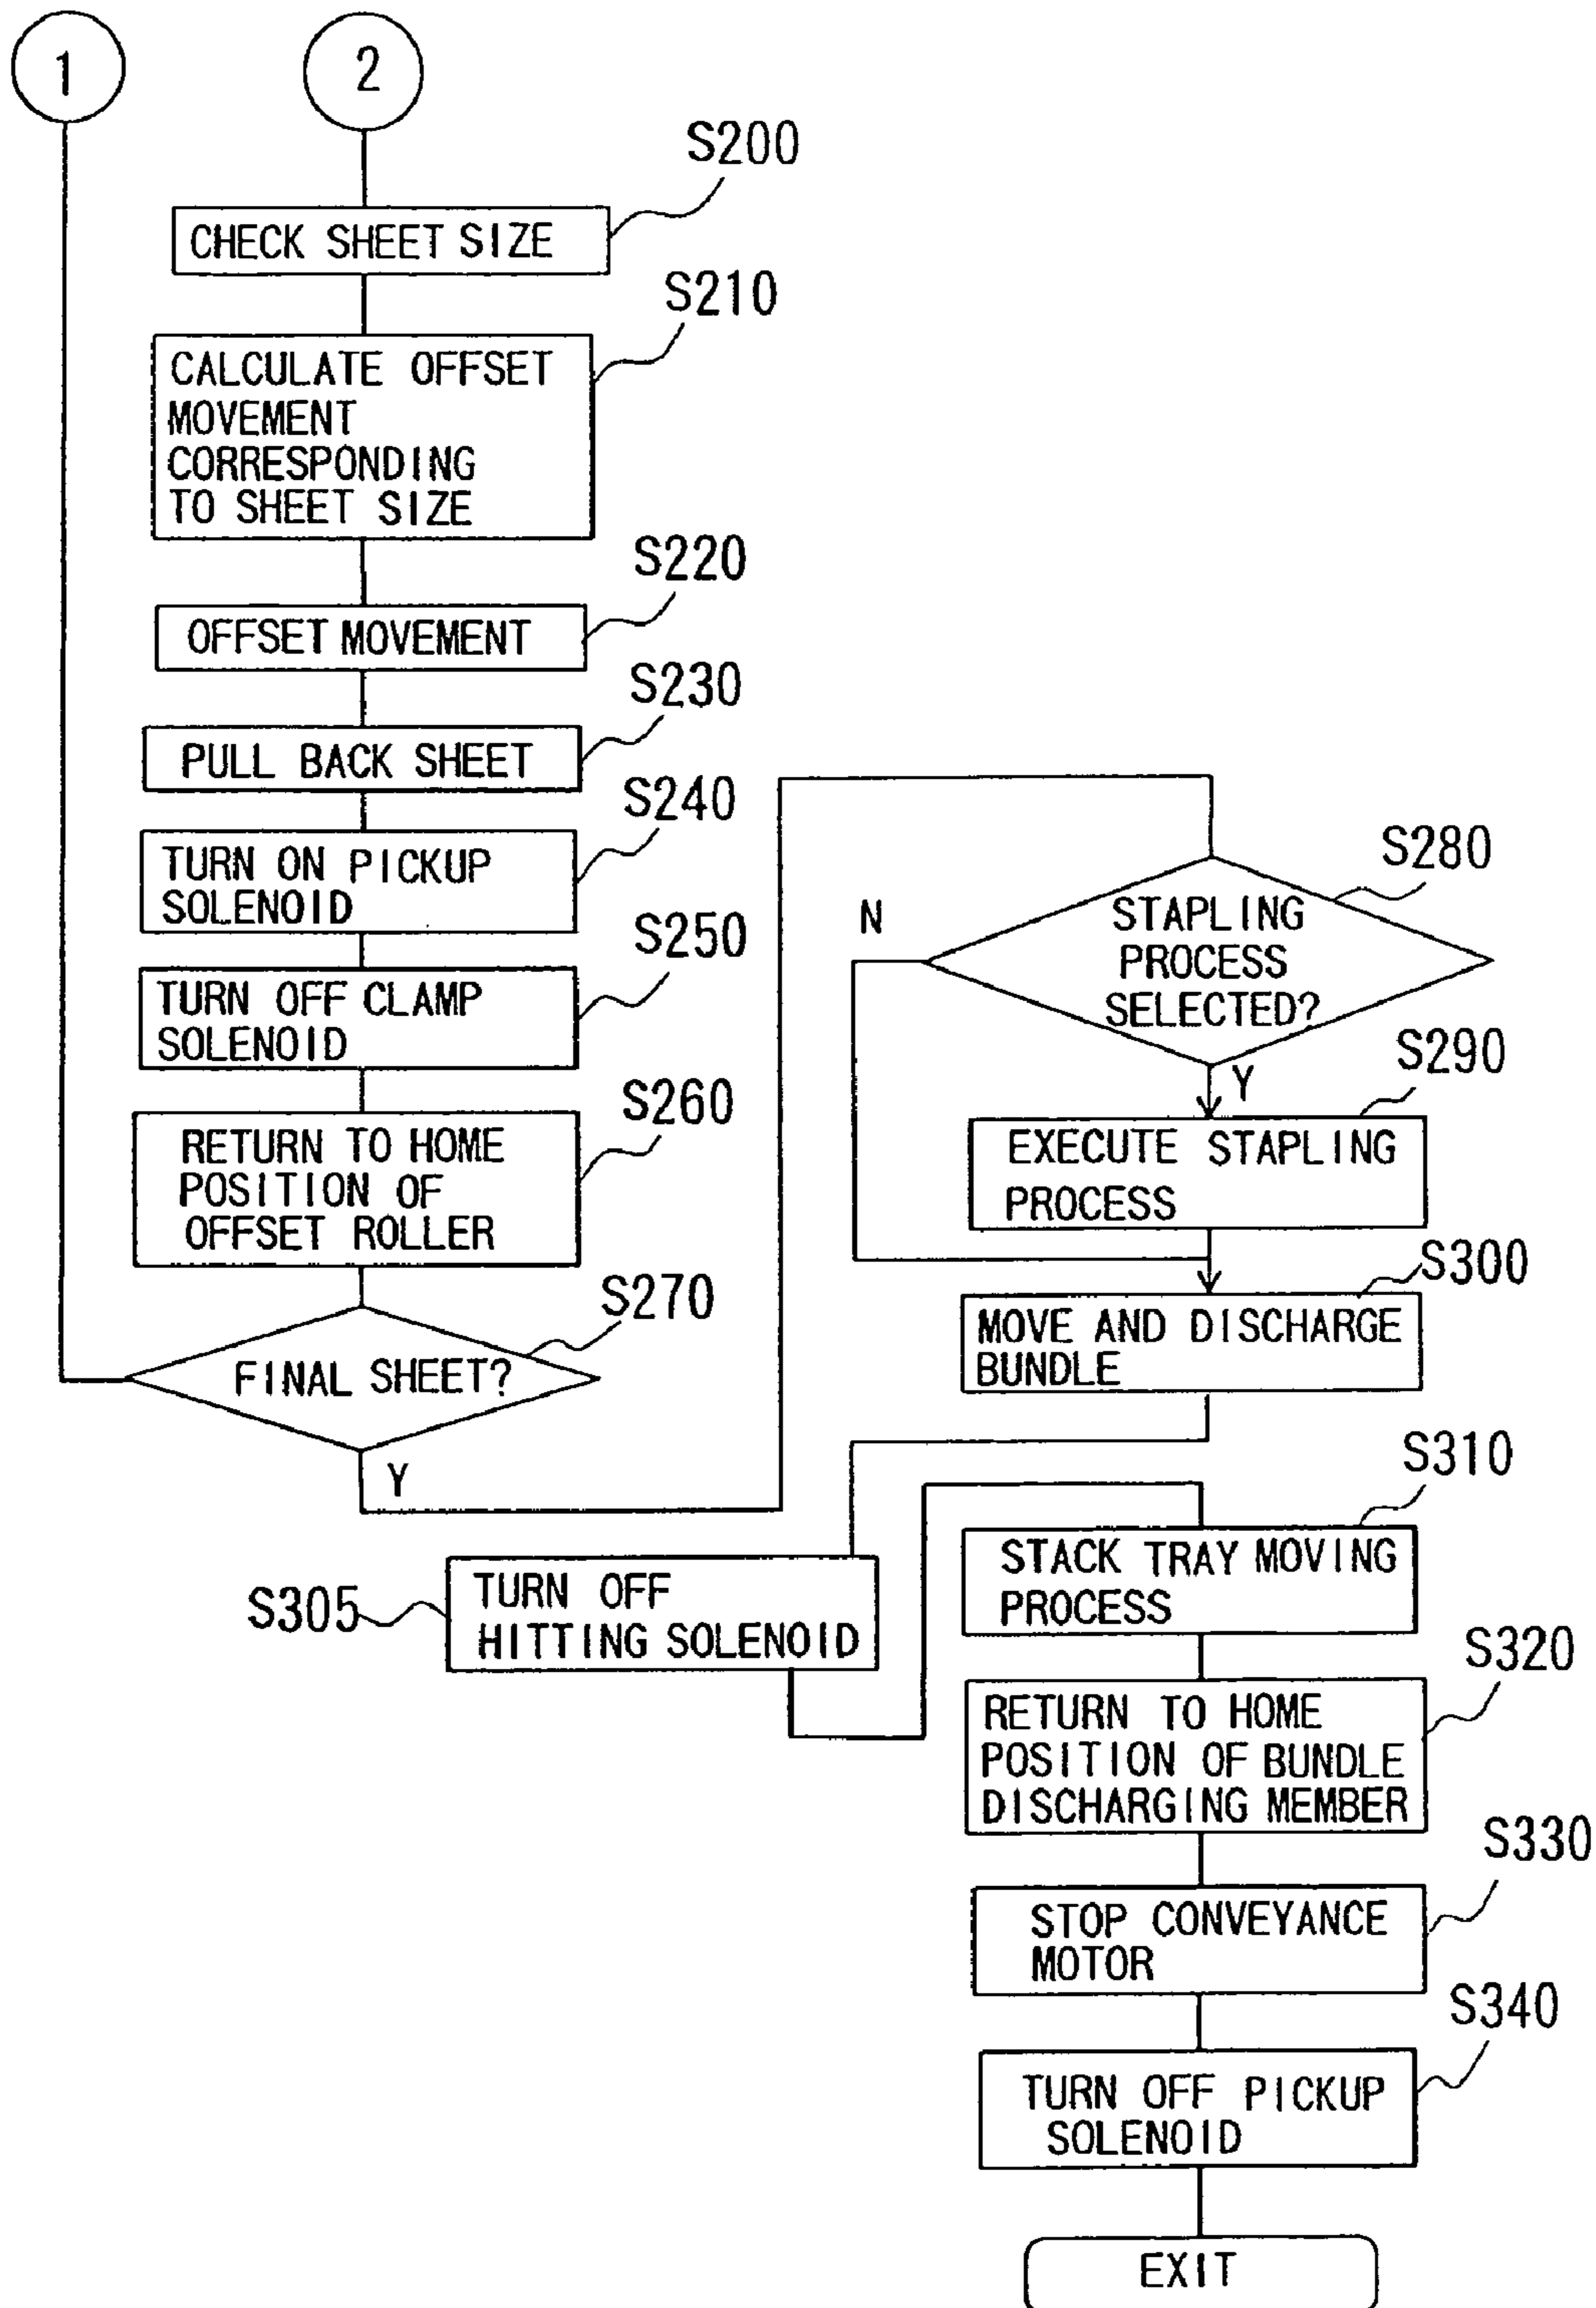 1
2
S200
CHECK SHEET SIZE
S210
CALCULATE OFFSET
MOVEMENT
CORRESPONDING
TO SHEET SIZE
S220
OFFSET MOVEMENT
S230
PULL BACK SHEET
S240
TURN ON PICKUP
SOLENOID
S250
TURN OFF CLAMP
SOLENOID
S260
RETURN TO HOME
POSITION OF
OFFSET ROLLER
S270
FINAL SHEET?
Y
S280
N
STAPLING
PROCESS
SELECTED?
Y
S290
EXECUTE STAPLING
PROCESS
S300
MOVE AND DISCHARGE
BUNDLE
S305
TURN OFF
HITTING SOLENOID
S310
STACK TRAY MOVING
PROCESS
S320
RETURN TO HOME
POSITION OF BUNDLE
DISCHARGING MEMBER
S330
STOP CONVEYANCE
MOTOR
S340
TURN OFF PICKUP
SOLENOID
EXIT